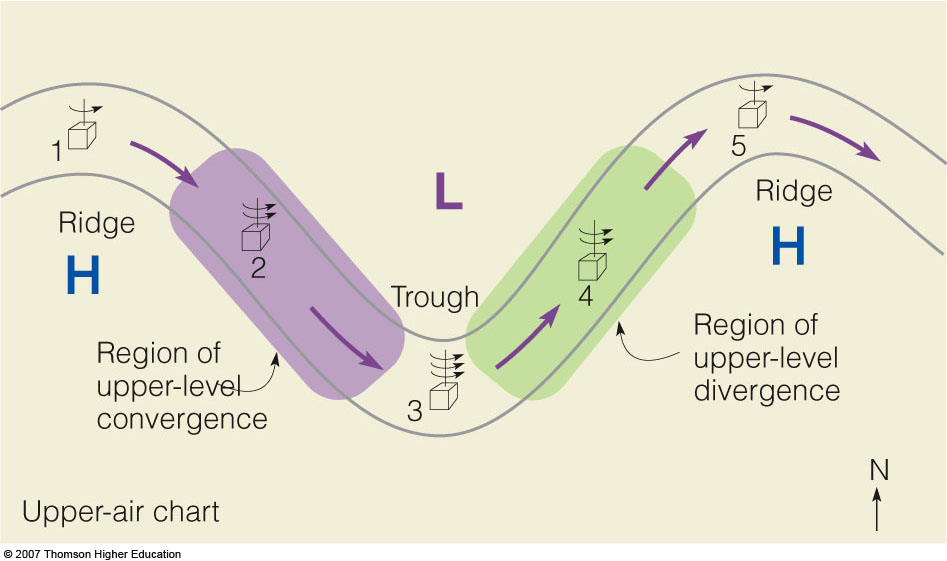 1
Ridge
H
2
Region of
upper-level
convergence
L
Trough
3
4
5
Ridge
H
Region of
upper-level
divergence
N
Upper-air chart
© 2007 Thomson Higher Education